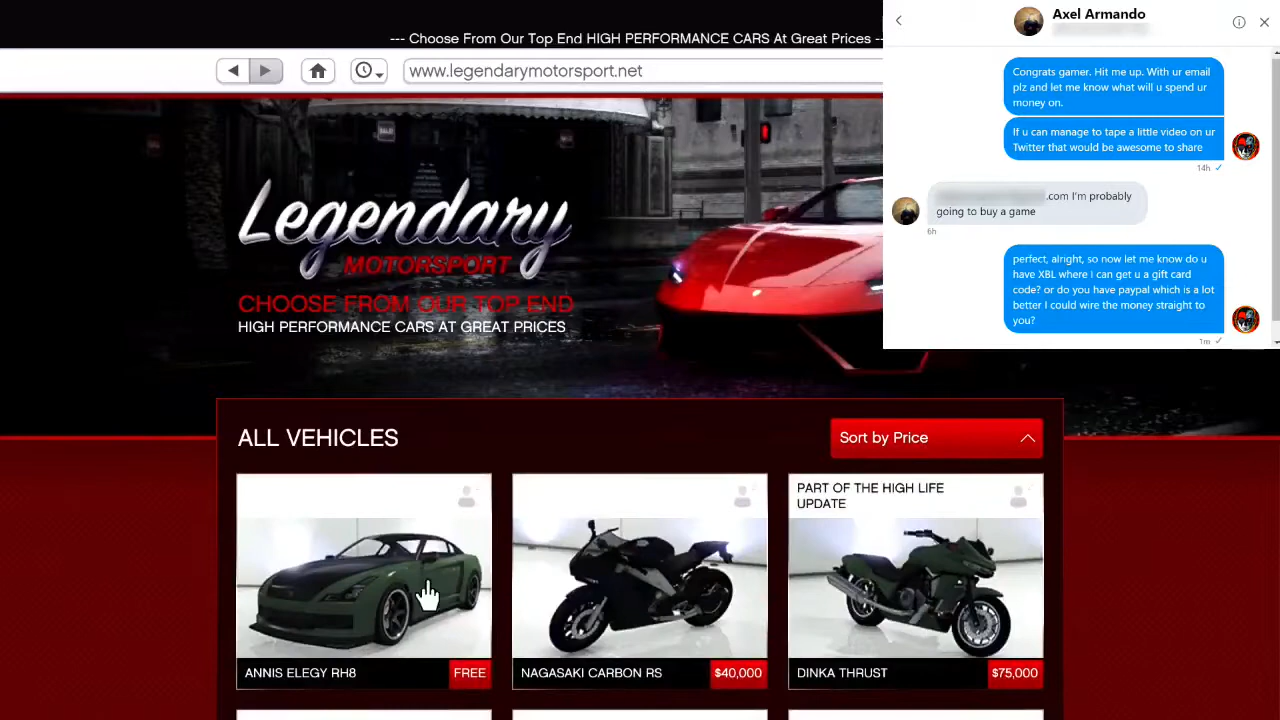 --- Choose From Our Top End HIGH PERFORMANCE CARS At Great Prices --
www.legendarymotorsport.net
SALE!
Legendary
MOTORSPORT
CHOOSE FROM OUR TOP END
HIGH PERFORMANCE CARS AT GREAT PRICES
ALL VEHICLES
Sort by Price
PART OF THE HIGH LIFE
UPDATE
ANNIS ELEGY RH8
FREE
NAGASAKI CARBON RS
$40,000
DINKA THRUST
$75,000
Axel Armando
Congrats gamer. Hit me up. With ur email
plz and let me know what will u spend ur
money on.
If u can manage to tape a little video on ur
Twitter that would be awesome to share
14h
.com I'm probably
going to buy a game
6h
perfect, alright, so now let me know do u
have XBL where I can get u a gift card
code? or do you have paypal which is a lot
better I could wire the money straight to
you?
1m